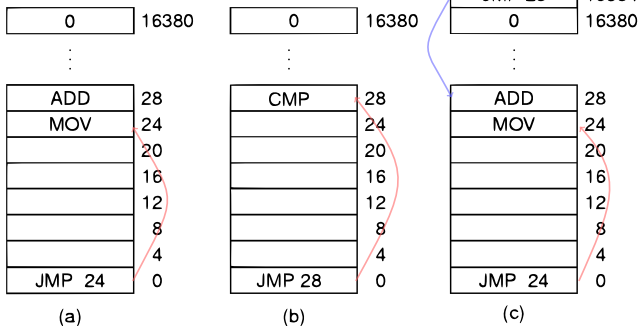 0 16380 0 16380 0 16380
ADD 28 CMP 28 ADD 28
MOV 24 24 MOV 24
20 20 20
16 16 16
12 12 12
8 8 8
4 4 4
JMP 24 0 JMP 28 0 JMP 24 0
(a) (b) (c)